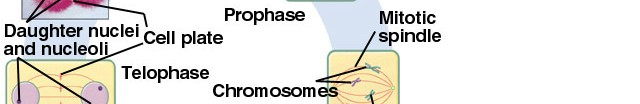 Prophase
Mitotic
spindle
Daughter nuclei
and nucleoli
Cell plate
Telophase
Chromosomes